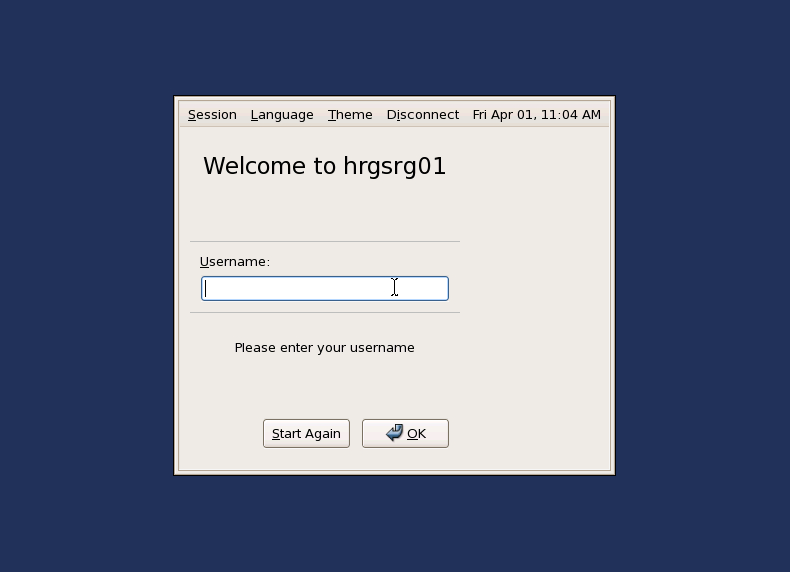 Session Language Theme Disconnect Fri Apr 01, 11:04 AM
Welcome to hrgsrg01
Username:
Please enter your username
Start Again OK